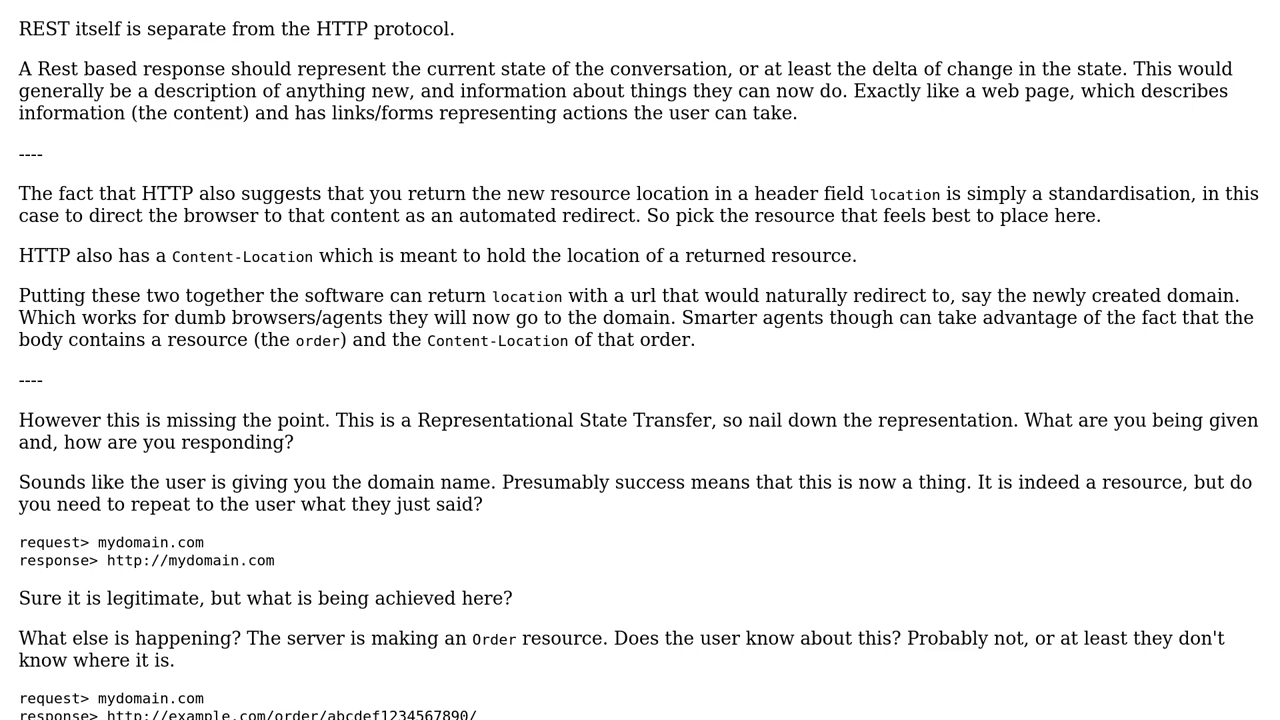 REST itself is separate from the HTTP protocol.
A Rest based response should represent the current state of the conversation, or at least the delta of change in the state. This would
generally be a description of anything new, and information about things they can now do. Exactly like a web page, which describes
information (the content) and has links/forms representing actions the user can take.
----
The fact that HTTP also suggests that you return the new resource location in a header field location is simply a standardisation, in this
case to direct the browser to that content as an automated redirect. So pick the resource that feels best to place here.
HTTP also has a Content-Location which is meant to hold the location of a returned resource.
Putting these two together the software can return location with a url that would naturally redirect to, say the newly created domain.
Which works for dumb browsers/agents they will now go to the domain. Smarter agents though can take advantage of the fact that the
body contains a resource (the order) and the Content-Location of that order.
----
However this is missing the point. This is a Representational State Transfer, so nail down the representation. What are you being given
and, how are you responding?
Sounds like the user is giving you the domain name. Presumably success means that this is now a thing. It is indeed a resource, but do
you need to repeat to the user what they just said?
request> mydomain.com
response> http://mydomain.com
Sure it is legitimate, but what is being achieved here?
What else is happening? The server is making an Order resource. Does the user know about this? Probably not, or at least they don't
know where it is.
request> mydomain.com
response> http://example.com/order/abcdef1234567890/